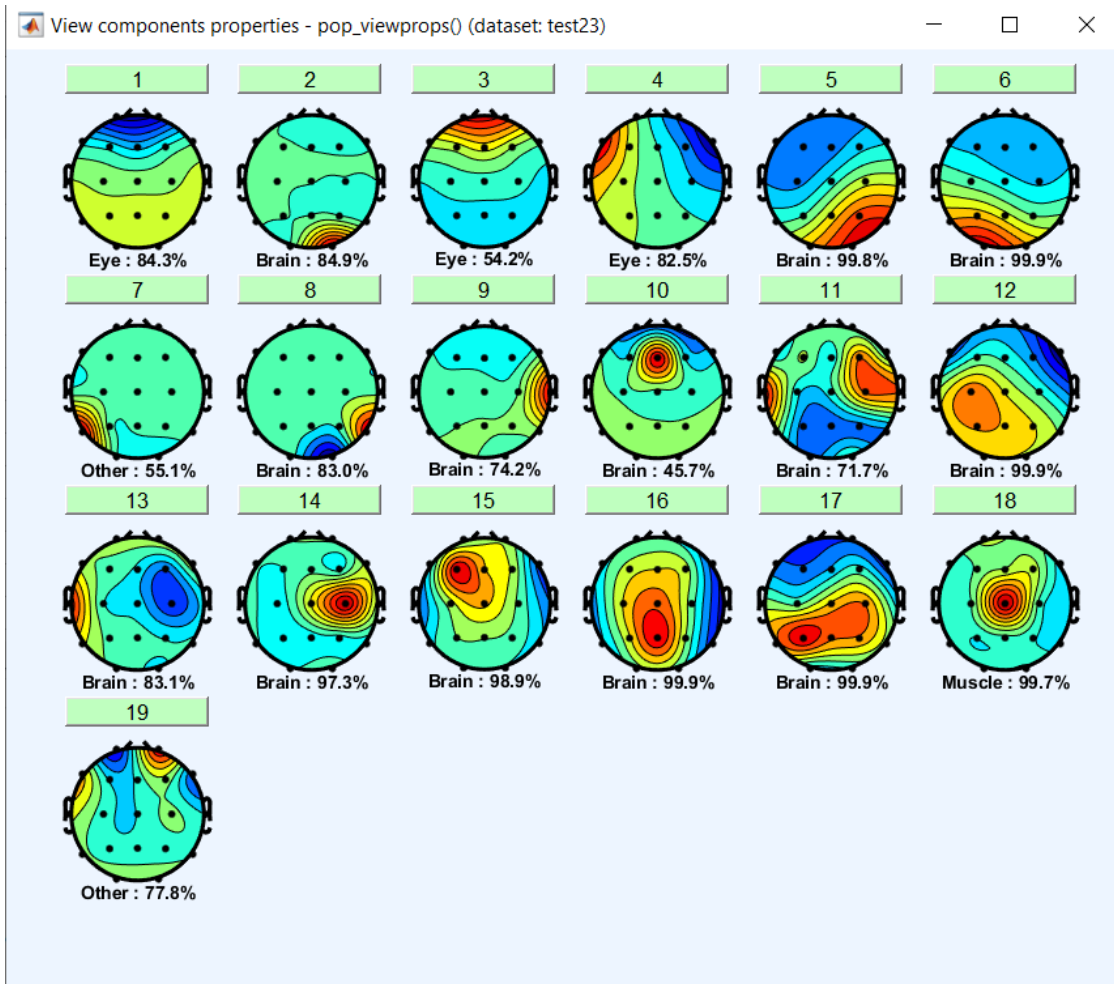 View components properties - pop_viewprops() (dataset: test23)
1 2 3 4 5 6
Eye : 84.3% Brain : 84.9% Eye : 54.2% Eye : 82.5% Brain : 99.8% Brain : 99.9%
7 8 9 10 11 12
Other : 55.1% Brain : 83.0% Brain : 74.2% Brain : 45.7% Brain : 71.7% Brain : 99.9%
13 14 15 16 17 18
Brain : 83.1% Brain : 97.3% Brain : 98.9% Brain : 99.9% Brain : 99.9% Muscle : 99.7%
19
Other : 77.8%